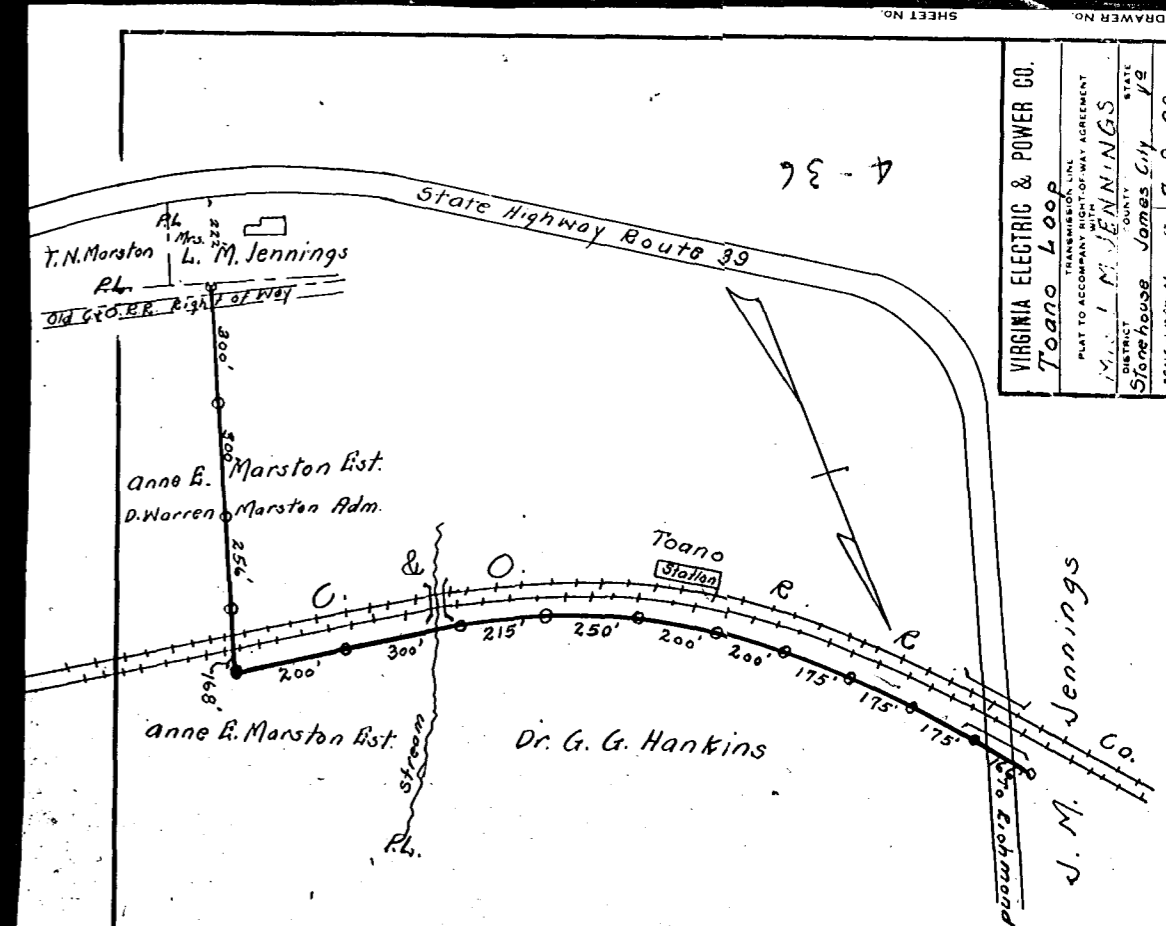 DRAWER No.
SHEET No.
VIRGINIA ELECTRIC & POWER CO.
Toano Loop
TRANSMISSION LINE
PLAT TO ACCOMPANY RIGHT-OF-WAY AGREEMENT
WITH
M. JENNINGS
DISTRICT COUNTY STATE
Stonehouse James City Va
4-36
State Highway Route 39
P.L.
222'
T. N. Marston
Mrs.
L. M. Jennings
P.L.
Old C.&O.R.R. Right of Way
300'
300'
Anne E. Marston Est.
D. Warren Marston Adm.
256'
168'
C. & O. R R Co.
Toano
Station
200'
300'
215'
250'
200'
200'
175'
175'
175'
Anne E. Marston Est.
Stream
P.L.
Dr. G. G. Hankins
To Richmond
J. M. Jennings